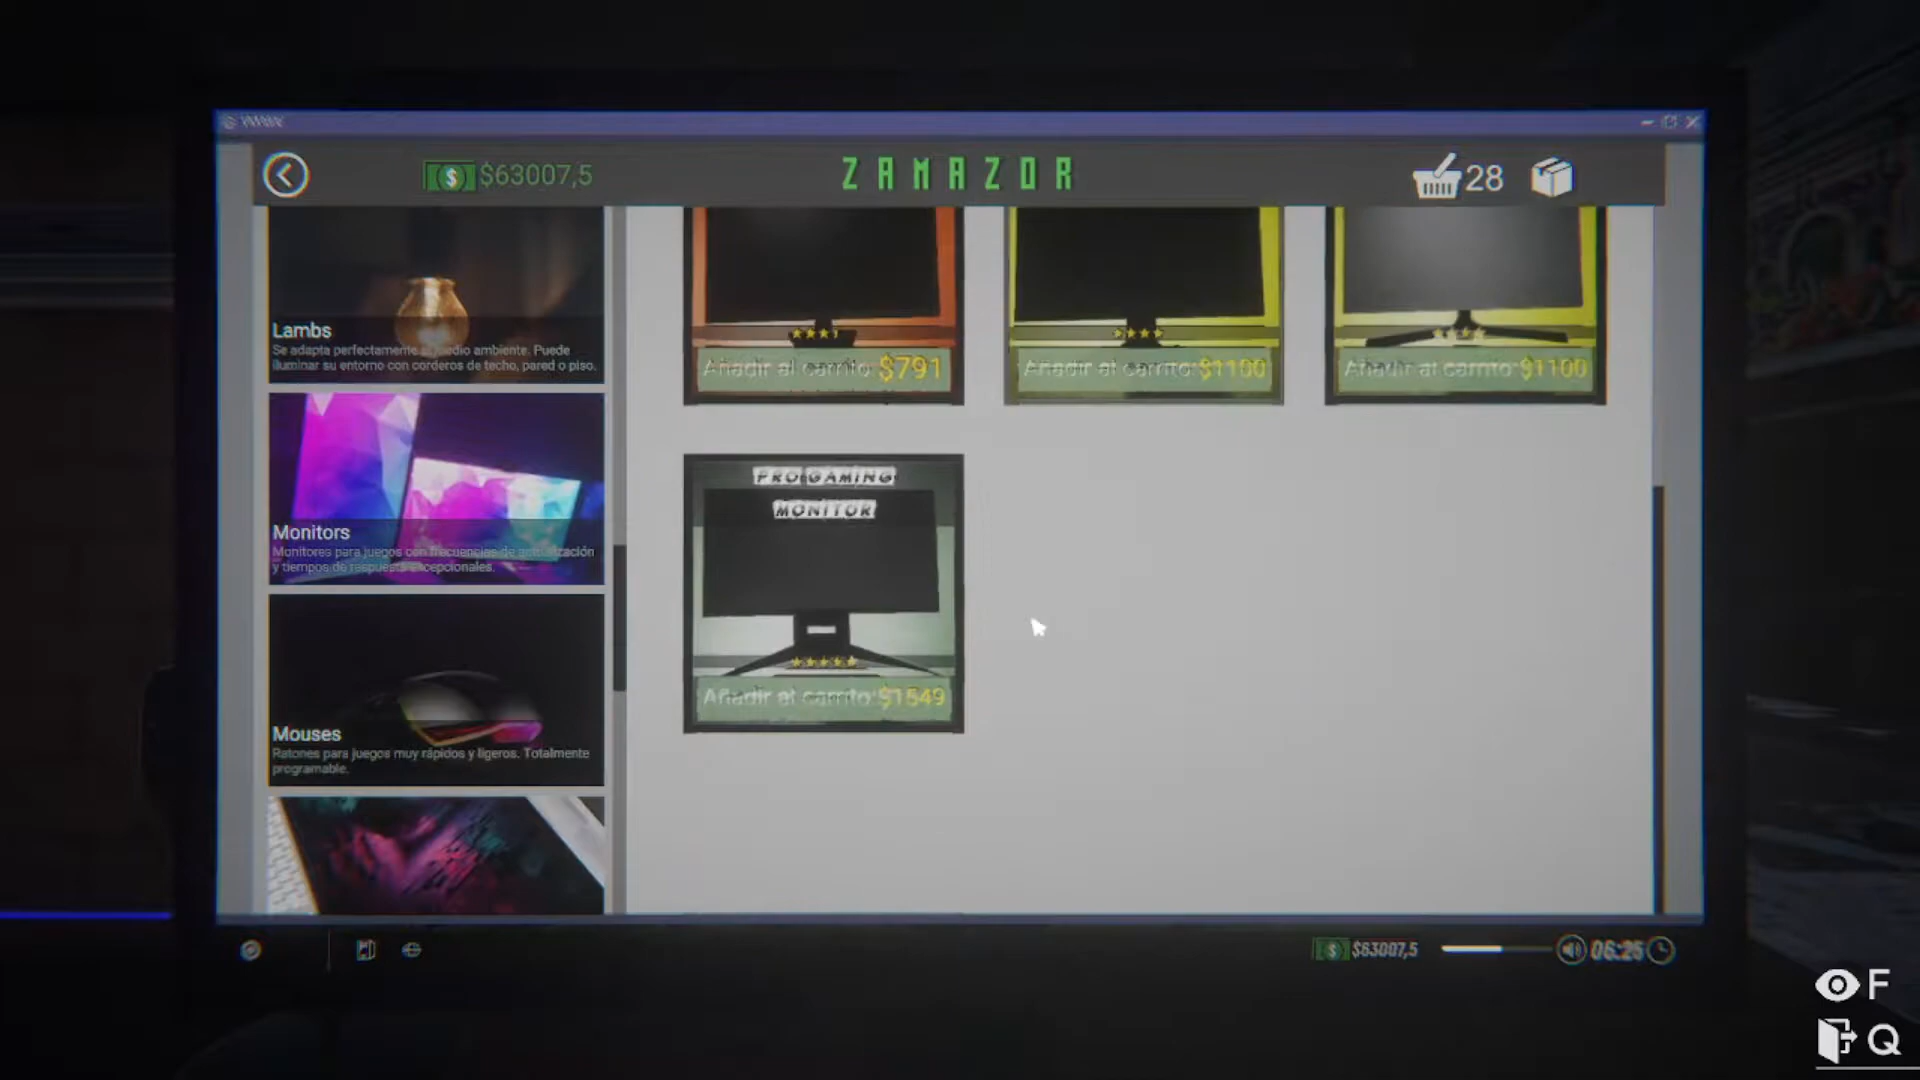 WWW
$63007,5
ZAMAZOR
28
Lambs
Se adapta perfectamente al medio ambiente. Puede
iluminar su entorno con corderos de techo, pared o piso.
Monitors
Monitores para juegos con frecuencias de actualización
y tiempos de respuesta excepcionales.
Mouses
Ratones para juegos muy rápidos y ligeros. Totalmente
programable.
Añadir al carrito: $791
Añadir al carrito: $1100
Añadir al carrito: $1100
PRO GAMING
MONITOR
Añadir al carrito: $1549
$63007,5
06:25
F
Q